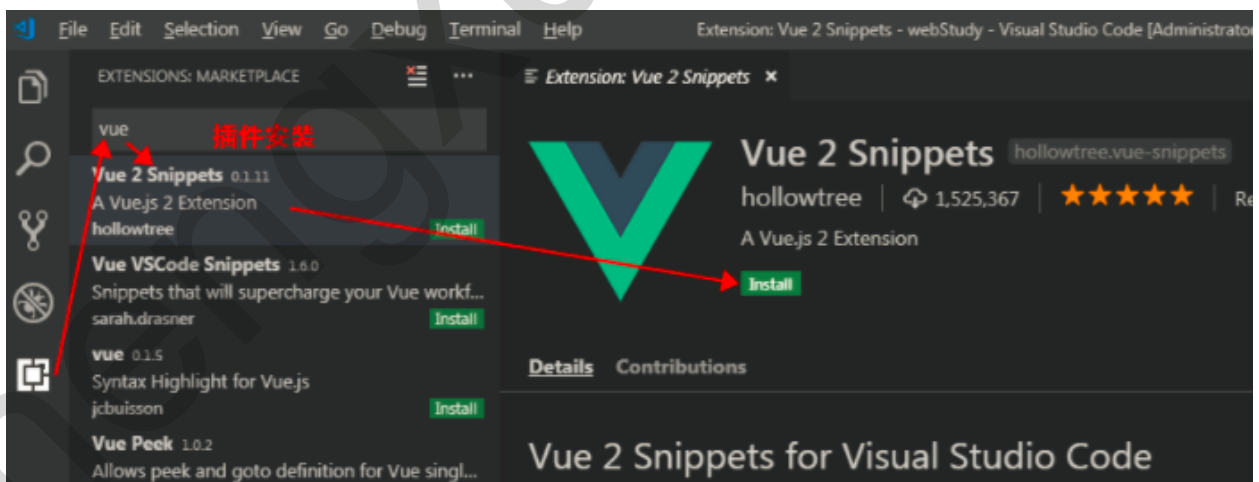 File Edit Selection View Go Debug Terminal Help
Extension: Vue 2 Snippets - webStudy - Visual Studio Code [Administrator
EXTENSIONS: MARKETPLACE
Extension: Vue 2 Snippets ×
vue
插件安装
Vue 2 Snippets 0.1.11
A Vue.js 2 Extension
hollowtree
Install
Vue VSCode Snippets 1.6.0
Snippets that will supercharge your Vue workf...
sarah.drasner
Install
vue 0.1.5
Syntax Highlight for Vue.js
jcbuisson
Install
Vue Peek 1.0.2
Allows peek and goto definition for Vue singl...
Vue 2 Snippets hollowtree.vue-snippets
hollowtree 1,525,367 ★★★★★ Re
A Vue.js 2 Extension
Install
Details Contributions
Vue 2 Snippets for Visual Studio Code